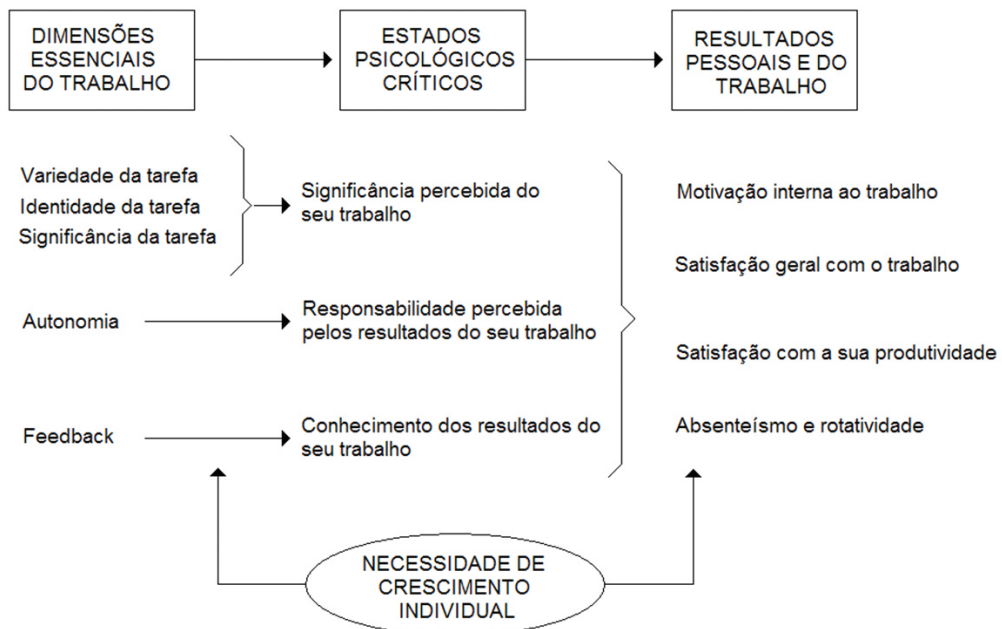 DIMENSÕES
ESSENCIAIS
DO TRABALHO
ESTADOS
PSICOLÓGICOS
CRÍTICOS
RESULTADOS
PESSOAIS E DO
TRABALHO
Variedade da tarefa
Identidade da tarefa
Significância da tarefa
Significância percebida do
seu trabalho
Motivação interna ao trabalho
Satisfação geral com o trabalho
Autonomia
Responsabilidade percebida
pelos resultados do seu trabalho
Satisfação com a sua produtividade
Feedback
Conhecimento dos resultados do
seu trabalho
Absenteísmo e rotatividade
NECESSIDADE DE
CRESCIMENTO
INDIVIDUAL